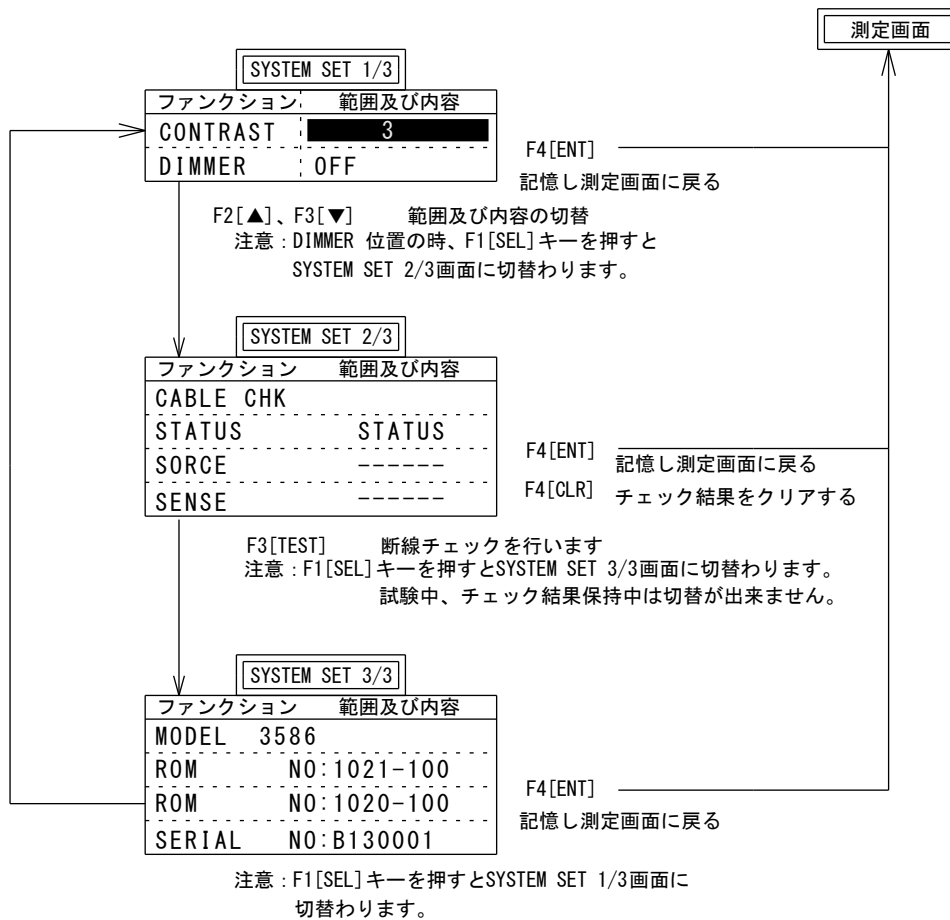 測定画面
SYSTEM SET 1/3
ファンクション 範囲及び内容
CONTRAST 3
DIMMER OFF
F4[ENT]
記憶し測定画面に戻る
F2[▲]、F3[▼] 範囲及び内容の切替
注意：DIMMER 位置の時、F1[SEL]キーを押すと
SYSTEM SET 2/3画面に切替わります。
SYSTEM SET 2/3
ファンクション 範囲及び内容
CABLE CHK
STATUS STATUS
SORCE ------
SENSE ------
F4[ENT] 記憶し測定画面に戻る
F4[CLR] チェック結果をクリアする
F3[TEST] 断線チェックを行います
注意：F1[SEL]キーを押すとSYSTEM SET 3/3画面に切替わります。
試験中、チェック結果保持中は切替が出来ません。
SYSTEM SET 3/3
ファンクション 範囲及び内容
MODEL 3586
ROM NO:1021-100
ROM NO:1020-100
SERIAL NO:B130001
F4[ENT]
記憶し測定画面に戻る
注意：F1[SEL]キーを押すとSYSTEM SET 1/3画面に
切替わります。